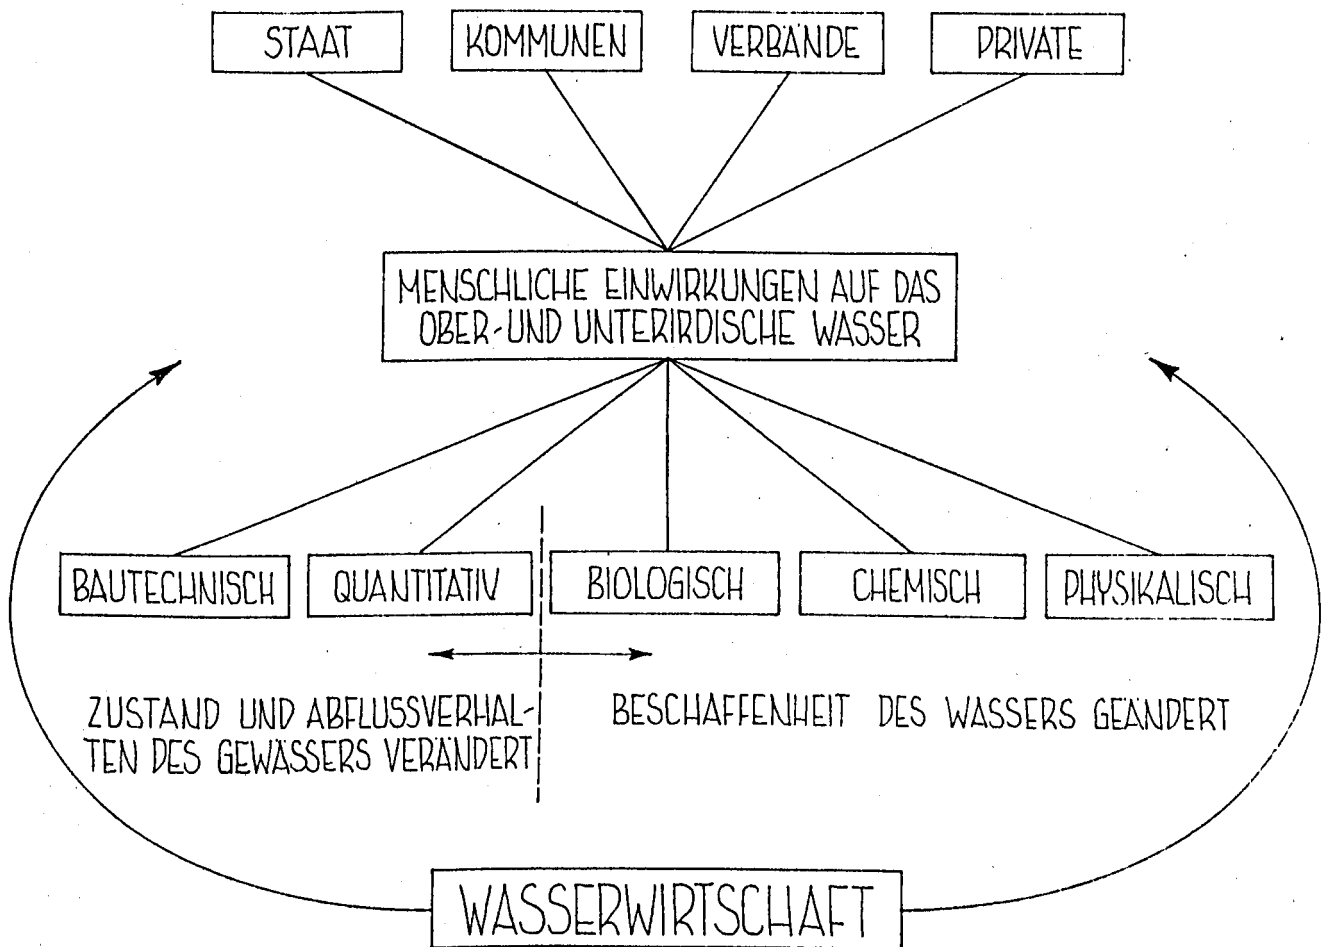 STAAT
KOMMUNEN
VERBÄNDE
PRIVATE
MENSCHLICHE EINWIRKUNGEN AUF DAS
OBER-UND UNTERIRDISCHE WASSER
BAUTECHNISCH
QUANTITATIV
BIOLOGISCH
CHEMISCH
PHYSIKALISCH
ZUSTAND UND ABFLUSSVERHAL-
TEN DES GEWÄSSERS VERÄNDERT
BESCHAFFENHEIT DES WASSERS GEÄNDERT
WASSERWIRTSCHAFT